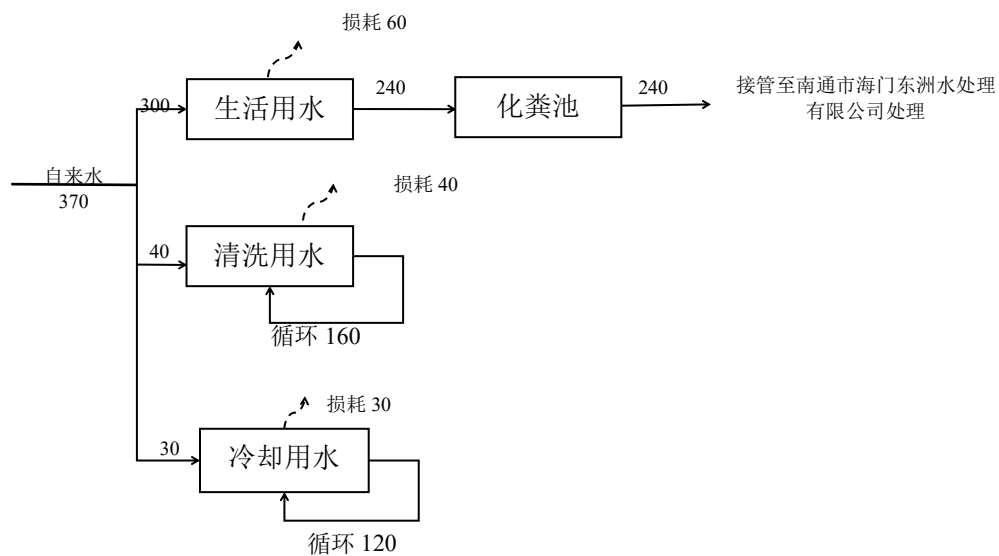 损耗 60
300
生活用水
240
化粪池
240
接管至南通市海门东洲水处理
有限公司处理
自来水
370
损耗 40
40
清洗用水
循环 160
损耗 30
30
冷却用水
循环 120